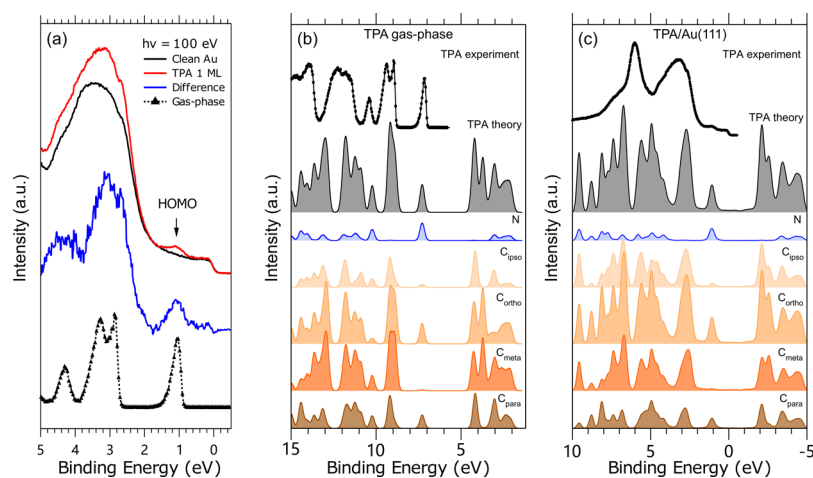 (a)
hν = 100 eV
Clean Au
TPA 1 ML
Difference
Gas-phase
HOMO
Intensity (a.u.)
5 4 3 2 1 0
Binding Energy (eV)
(b)
TPA gas-phase
TPA experiment
TPA theory
N
C_ipso
C_ortho
C_meta
C_para
Intensity (a.u.)
15 10 5
Binding Energy (eV)
(c)
TPA/Au(111)
TPA experiment
TPA theory
N
C_ipso
C_ortho
C_meta
C_para
Intensity (a.u.)
10 5 0 -5
Binding Energy (eV)